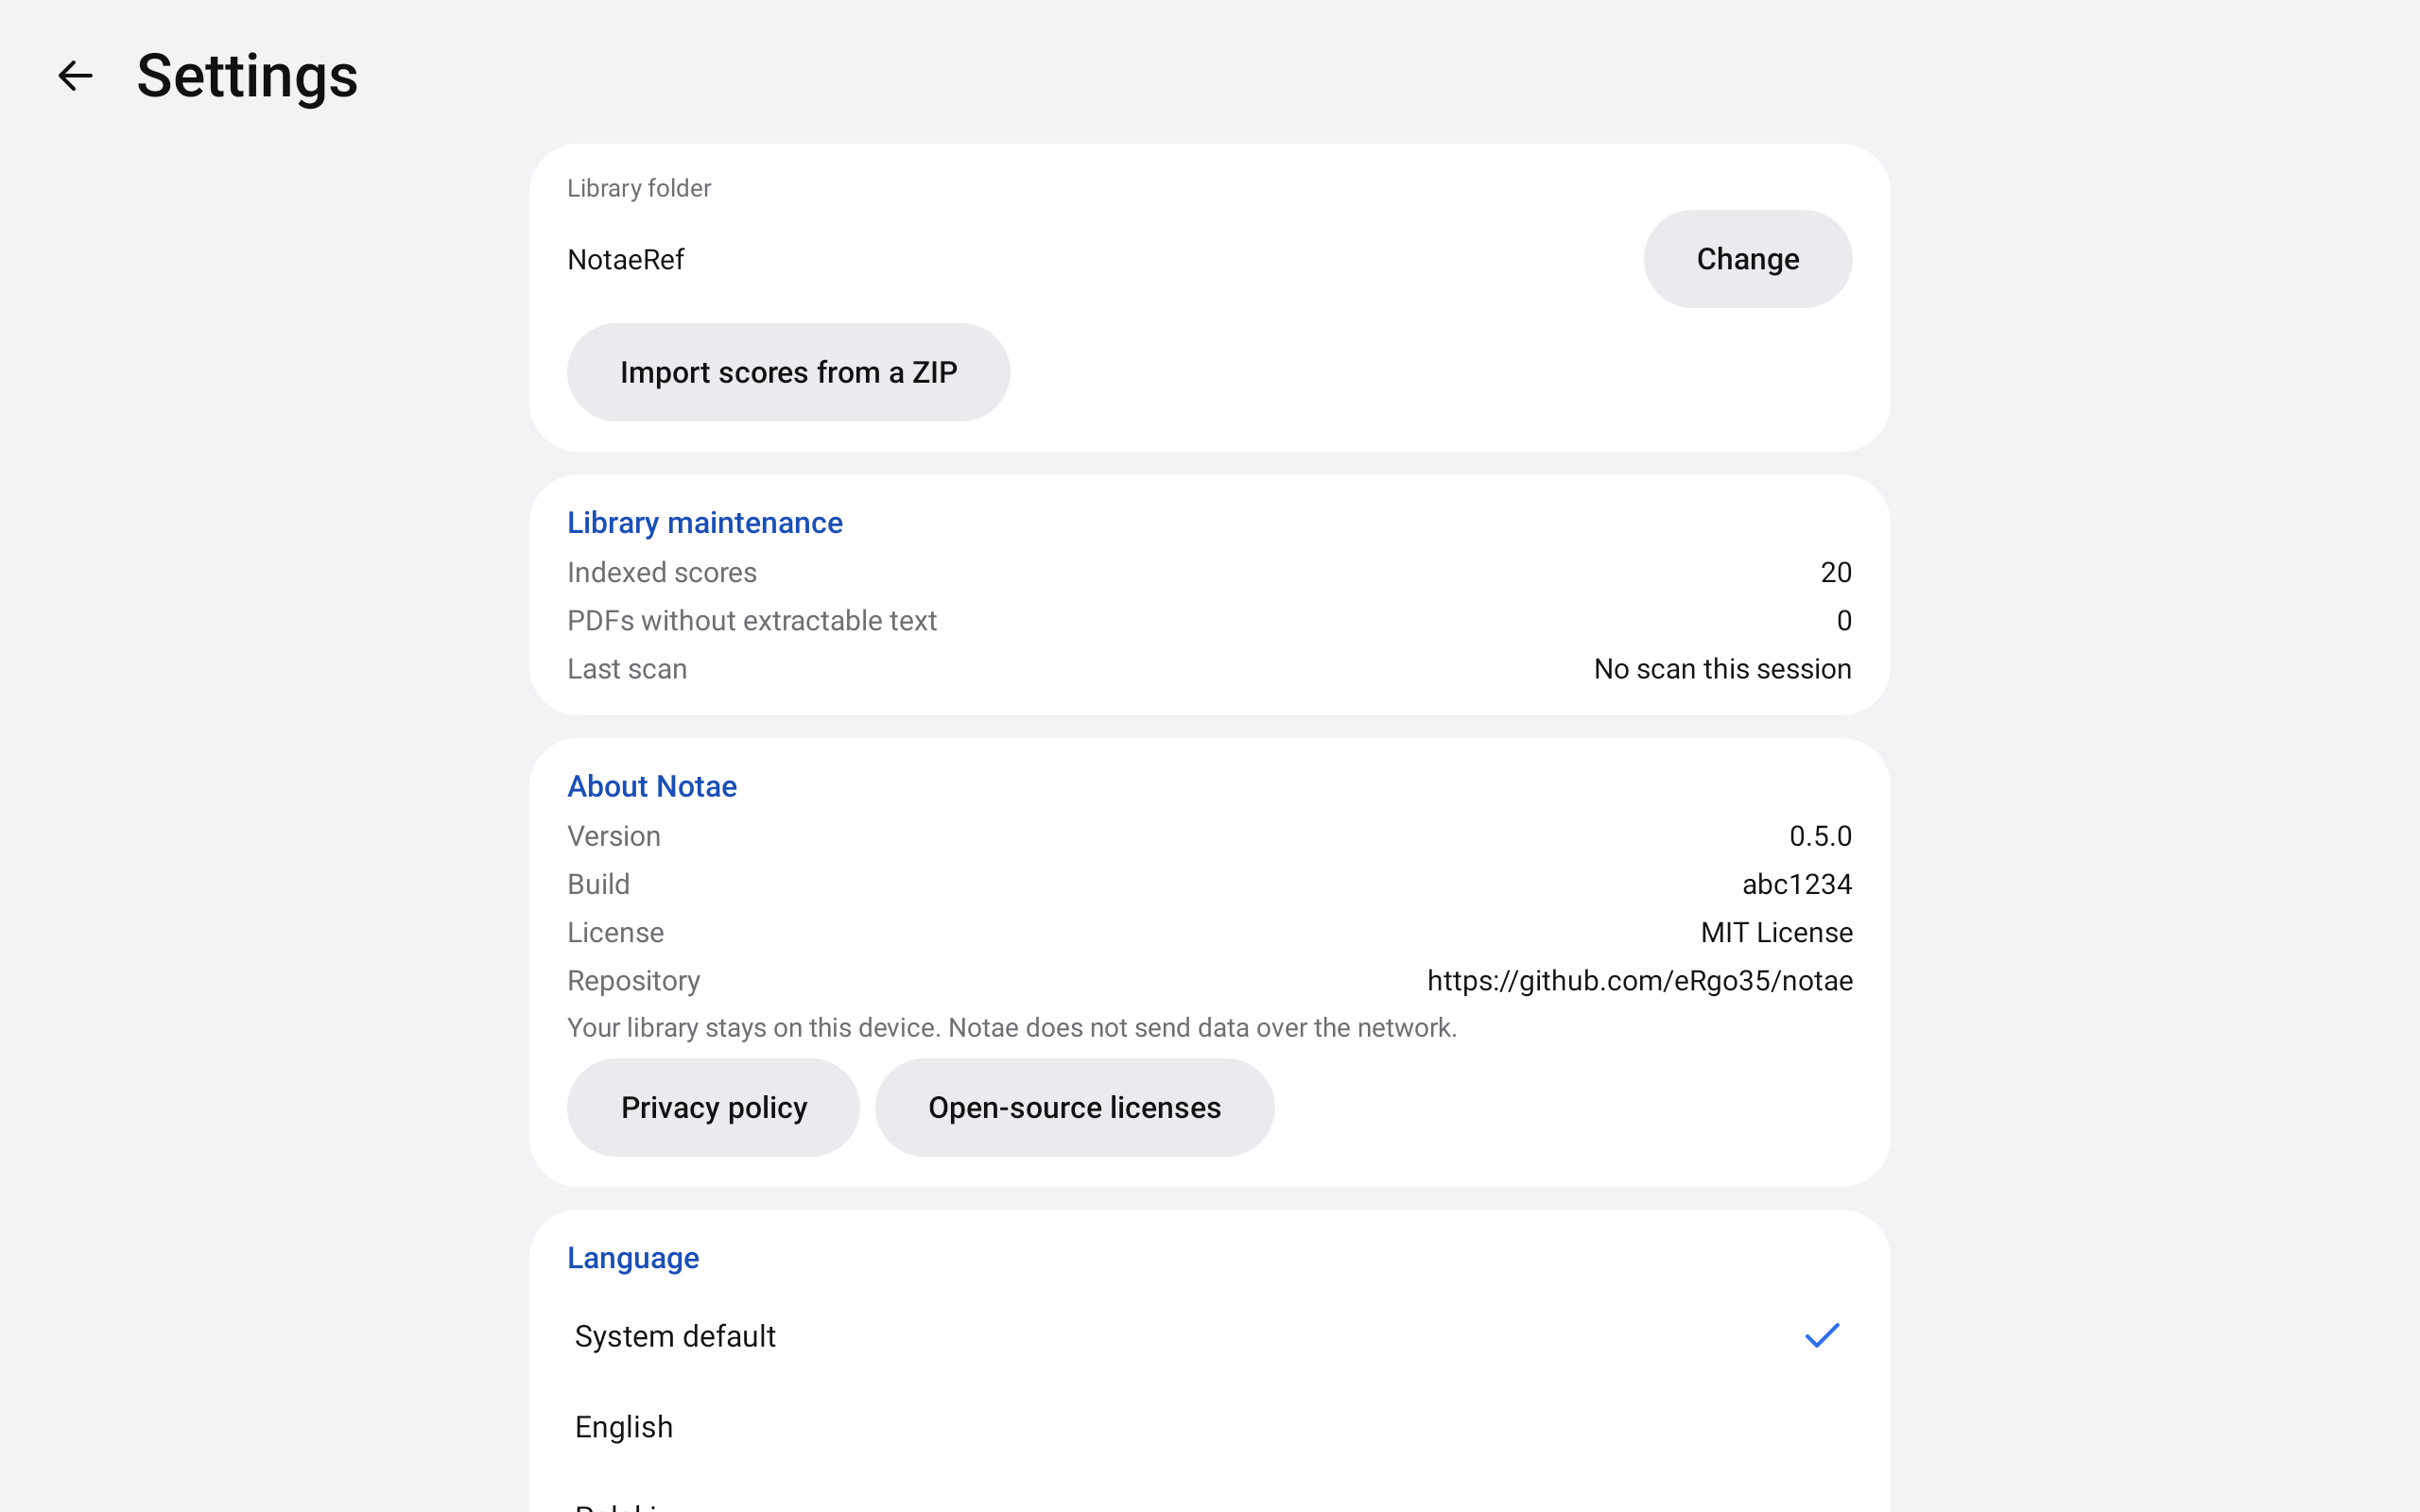 Settings
Library folder
NotaeRef
Change
Import scores from a ZIP
Library maintenance
Indexed scores 20
PDFs without extractable text 0
Last scan No scan this session
About Notae
Version 0.5.0
Build abc1234
License MIT License
Repository https://github.com/eRgo35/notae
Your library stays on this device. Notae does not send data over the network.
Privacy policy Open-source licenses
Language
System default
English